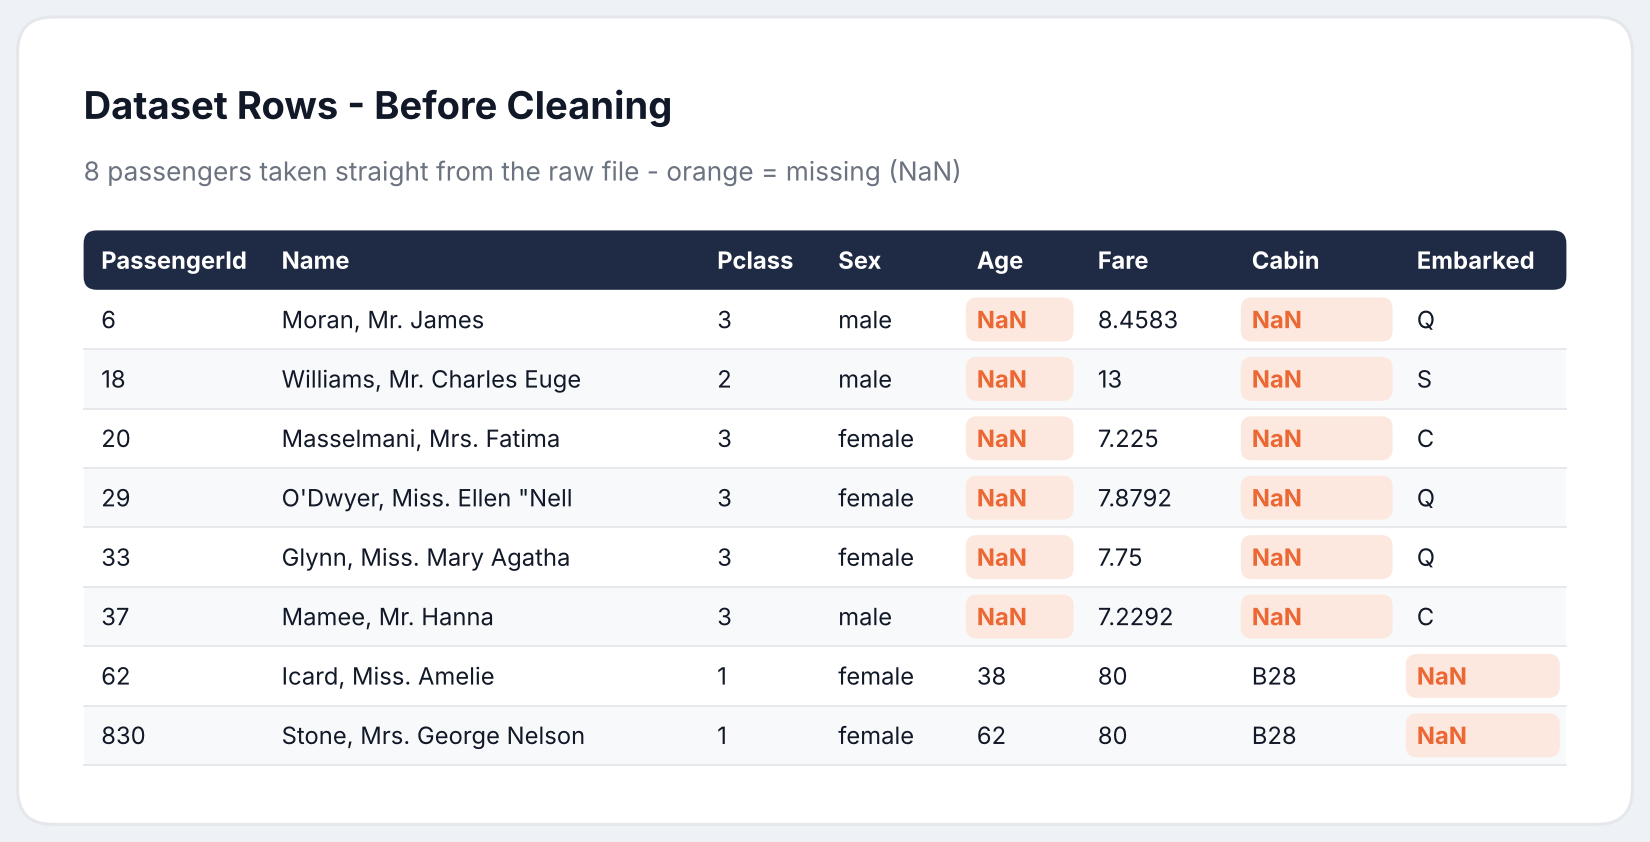 Dataset Rows - Before Cleaning
8 passengers taken straight from the raw file - orange = missing (NaN)
PassengerId Name Pclass Sex Age Fare Cabin Embarked
6 Moran, Mr. James 3 male NaN 8.4583 NaN Q
18 Williams, Mr. Charles Euge 2 male NaN 13 NaN S
20 Masselmani, Mrs. Fatima 3 female NaN 7.225 NaN C
29 O'Dwyer, Miss. Ellen "Nell 3 female NaN 7.8792 NaN Q
33 Glynn, Miss. Mary Agatha 3 female NaN 7.75 NaN Q
37 Mamee, Mr. Hanna 3 male NaN 7.2292 NaN C
62 Icard, Miss. Amelie 1 female 38 80 B28 NaN
830 Stone, Mrs. George Nelson 1 female 62 80 B28 NaN